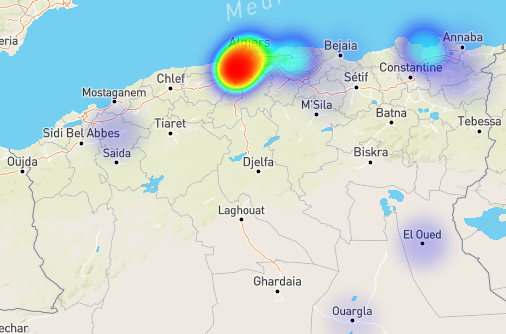 Med
eria
Algiers
Bejaia
Annaba
Chlef
Sétif
Constantine
Mostaganem
M'Sila
Batna
Tebessa
Sidi Bel Abbes
Tiaret
Oujda
Saida
Djelfa
Biskra
Laghouat
El Oued
Ghardaia
Ouargla
echar